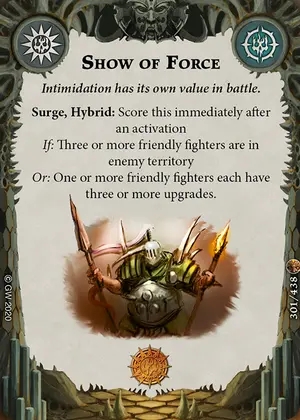 Show of Force
Intimidation has its own value in battle.
Surge, Hybrid: Score this immediately after
an activation
If: Three or more friendly fighters are in
enemy territory
Or: One or more friendly fighters each have
three or more upgrades.
© GW 2020
301/438